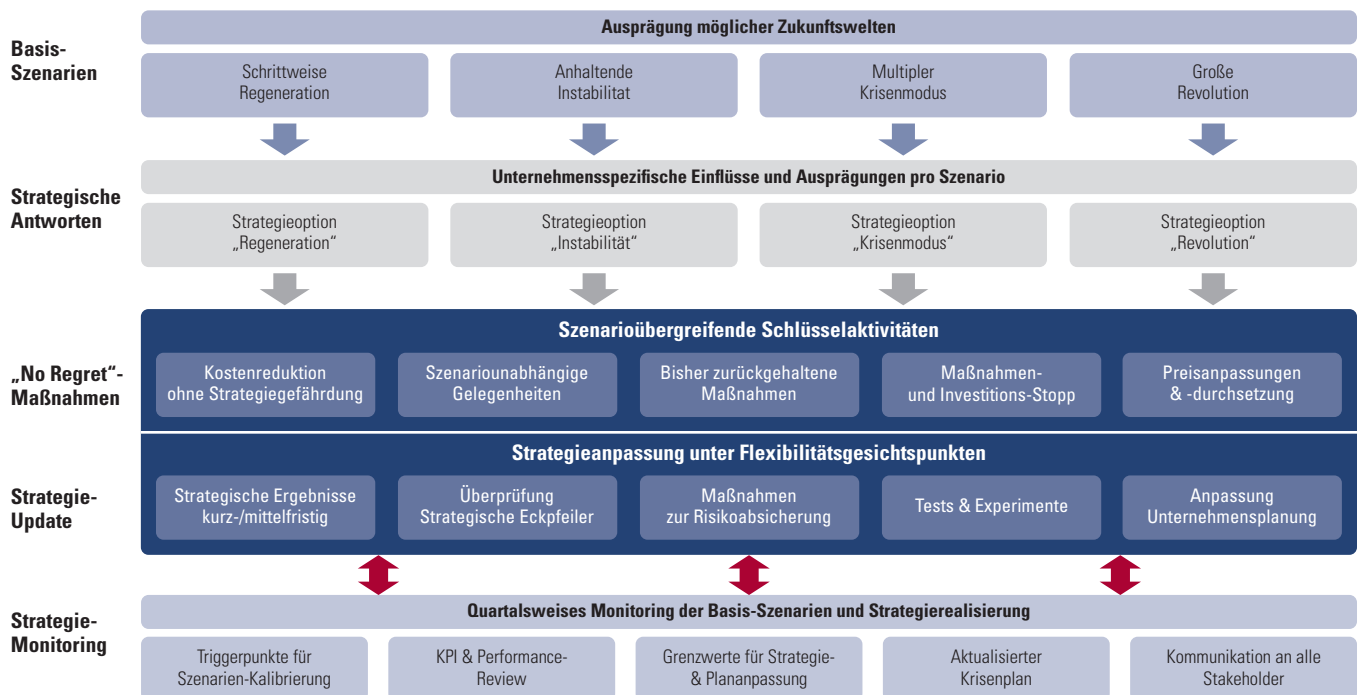 Basis-
Szenarien
Ausprägung möglicher Zukunftswelten
Schrittweise
Regeneration
Anhaltende
Instabilitat
Multipler
Krisenmodus
Große
Revolution
Strategische
Antworten
Unternehmensspezifische Einflüsse und Ausprägungen pro Szenario
Strategieoption
„Regeneration“
Strategieoption
„Instabilität“
Strategieoption
„Krisenmodus“
Strategieoption
„Revolution“
„No Regret“-
Maßnahmen
Szenarioübergreifende Schlüsselaktivitäten
Kostenreduktion
ohne Strategiegefährdung
Szenariounabhängige
Gelegenheiten
Bisher zurückgehaltene
Maßnahmen
Maßnahmen-
und Investitions-Stopp
Preisanpassungen
& -durchsetzung
Strategie-
Update
Strategieanpassung unter Flexibilitätsgesichtspunkten
Strategische Ergebnisse
kurz-/mittelfristig
Überprüfung
Strategische Eckpfeiler
Maßnahmen
zur Risikoabsicherung
Tests & Experimente
Anpassung
Unternehmensplanung
Strategie-
Monitoring
Quartalsweises Monitoring der Basis-Szenarien und Strategierealisierung
Triggerpunkte für
Szenarien-Kalibrierung
KPI & Performance-
Review
Grenzwerte für Strategie-
& Plananpassung
Aktualisierter
Krisenplan
Kommunikation an alle
Stakeholder